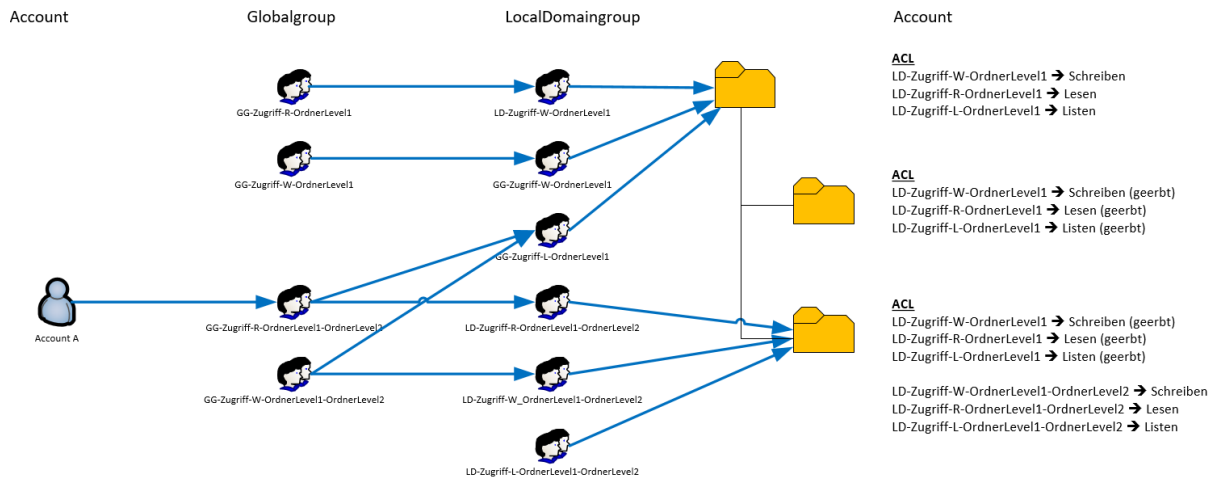 Account
Globalgroup
LocalDomaingroup
Account
GG-Zugriff-R-OrdnerLevel1
LD-Zugriff-W-OrdnerLevel1
GG-Zugriff-W-OrdnerLevel1
GG-Zugriff-W-OrdnerLevel1
GG-Zugriff-L-OrdnerLevel1
Account A
GG-Zugriff-R-OrdnerLevel1-OrdnerLevel2
LD-Zugriff-R-OrdnerLevel1-OrdnerLevel2
GG-Zugriff-W-OrdnerLevel1-OrdnerLevel2
LD-Zugriff-W_OrdnerLevel1-OrdnerLevel2
LD-Zugriff-L-OrdnerLevel1-OrdnerLevel2
ACL
LD-Zugriff-W-OrdnerLevel1 ➔ Schreiben
LD-Zugriff-R-OrdnerLevel1 ➔ Lesen
LD-Zugriff-L-OrdnerLevel1 ➔ Listen
ACL
LD-Zugriff-W-OrdnerLevel1 ➔ Schreiben (geerbt)
LD-Zugriff-R-OrdnerLevel1 ➔ Lesen (geerbt)
LD-Zugriff-L-OrdnerLevel1 ➔ Listen (geerbt)
ACL
LD-Zugriff-W-OrdnerLevel1 ➔ Schreiben (geerbt)
LD-Zugriff-R-OrdnerLevel1 ➔ Lesen (geerbt)
LD-Zugriff-L-OrdnerLevel1 ➔ Listen (geerbt)
LD-Zugriff-W-OrdnerLevel1-OrdnerLevel2 ➔ Schreiben
LD-Zugriff-R-OrdnerLevel1-OrdnerLevel2 ➔ Lesen
LD-Zugriff-L-OrdnerLevel1-OrdnerLevel2 ➔ Listen